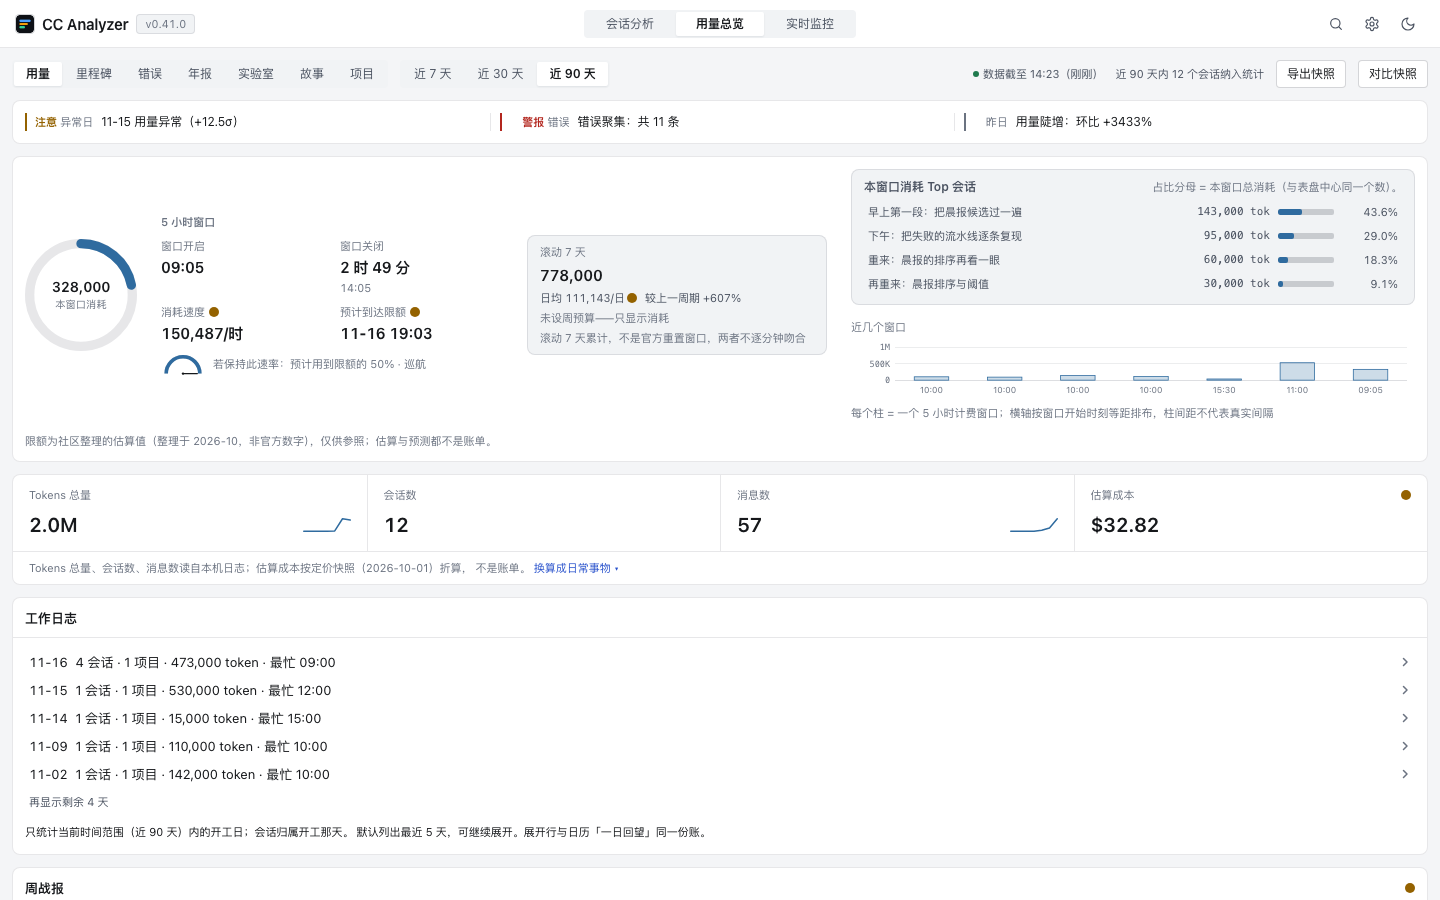 CC Analyzer v0.41.0
会话分析 用量总览 实时监控
用量 里程碑 错误 年报 实验室 故事 项目 近 7 天 近 30 天 近 90 天
数据截至 14:23（刚刚） 近 90 天内 12 个会话纳入统计 导出快照 对比快照
注意 异常日 11-15 用量异常（+12.5σ）
警报 错误 错误聚集：共 11 条
昨日 用量陡增：环比 +3433%
328,000
本窗口消耗
5 小时窗口
窗口开启 窗口关闭
09:05 2 时 49 分
14:05
消耗速度 预计到达限额
150,487/时 11-16 19:03
若保持此速率：预计用到限额的 50% · 巡航
滚动 7 天
778,000
日均 111,143/日 较上一周期 +607%
未设周预算——只显示消耗
滚动 7 天累计，不是官方重置窗口，两者不逐分钟吻合
本窗口消耗 Top 会话 占比分母 = 本窗口总消耗（与表盘中心同一个数）。
早上第一段：把晨报候选过一遍 143,000 tok 43.6%
下午：把失败的流水线逐条复现 95,000 tok 29.0%
重来：晨报的排序再看一眼 60,000 tok 18.3%
再重来：晨报排序与阈值 30,000 tok 9.1%
近几个窗口
1M
500K
0
10:00 10:00 10:00 10:00 15:30 11:00 09:05
每个柱 = 一个 5 小时计费窗口；横轴按窗口开始时刻等距排布，柱间距不代表真实间隔
限额为社区整理的估算值（整理于 2026-10，非官方数字），仅供参照；估算与预测都不是账单。
Tokens 总量 会话数 消息数 估算成本
2.0M 12 57 $32.82
Tokens 总量、会话数、消息数读自本机日志；估算成本按定价快照（2026-10-01）折算， 不是账单。 换算成日常事物
工作日志
11-16 4 会话 · 1 项目 · 473,000 token · 最忙 09:00
11-15 1 会话 · 1 项目 · 530,000 token · 最忙 12:00
11-14 1 会话 · 1 项目 · 15,000 token · 最忙 15:00
11-09 1 会话 · 1 项目 · 110,000 token · 最忙 10:00
11-02 1 会话 · 1 项目 · 142,000 token · 最忙 10:00
再显示剩余 4 天
只统计当前时间范围（近 90 天）内的开工日；会话归属开工那天。 默认列出最近 5 天，可继续展开。展开行与日历「一日回望」同一份账。
周战报